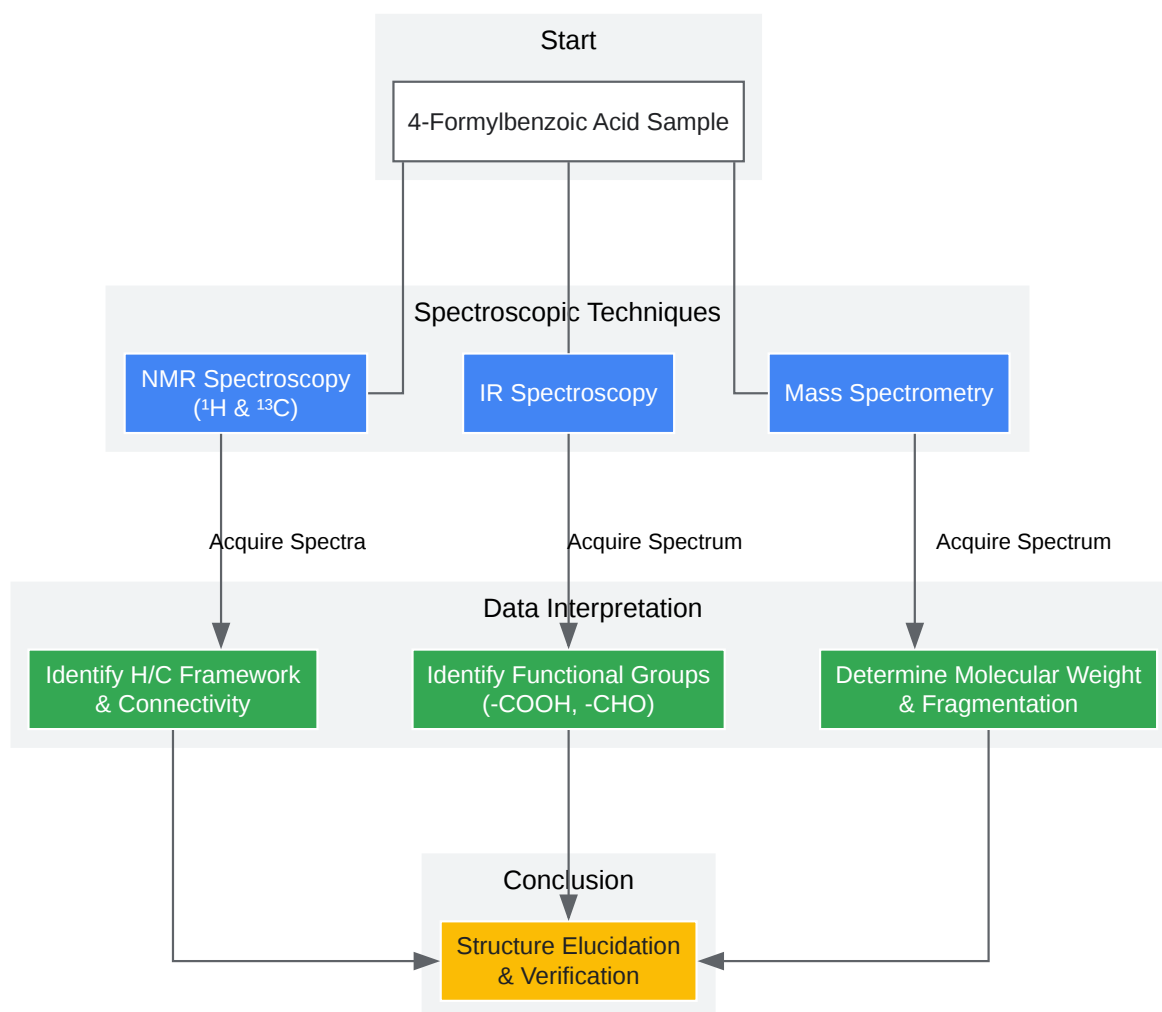 Start
4-Formylbenzoic Acid Sample
Spectroscopic Techniques
NMR Spectroscopy
(¹H & ¹³C)
IR Spectroscopy
Mass Spectrometry
Acquire Spectra
Acquire Spectrum
Acquire Spectrum
Data Interpretation
Identify H/C Framework
& Connectivity
Identify Functional Groups
(-COOH, -CHO)
Determine Molecular Weight
& Fragmentation
Conclusion
Structure Elucidation
& Verification